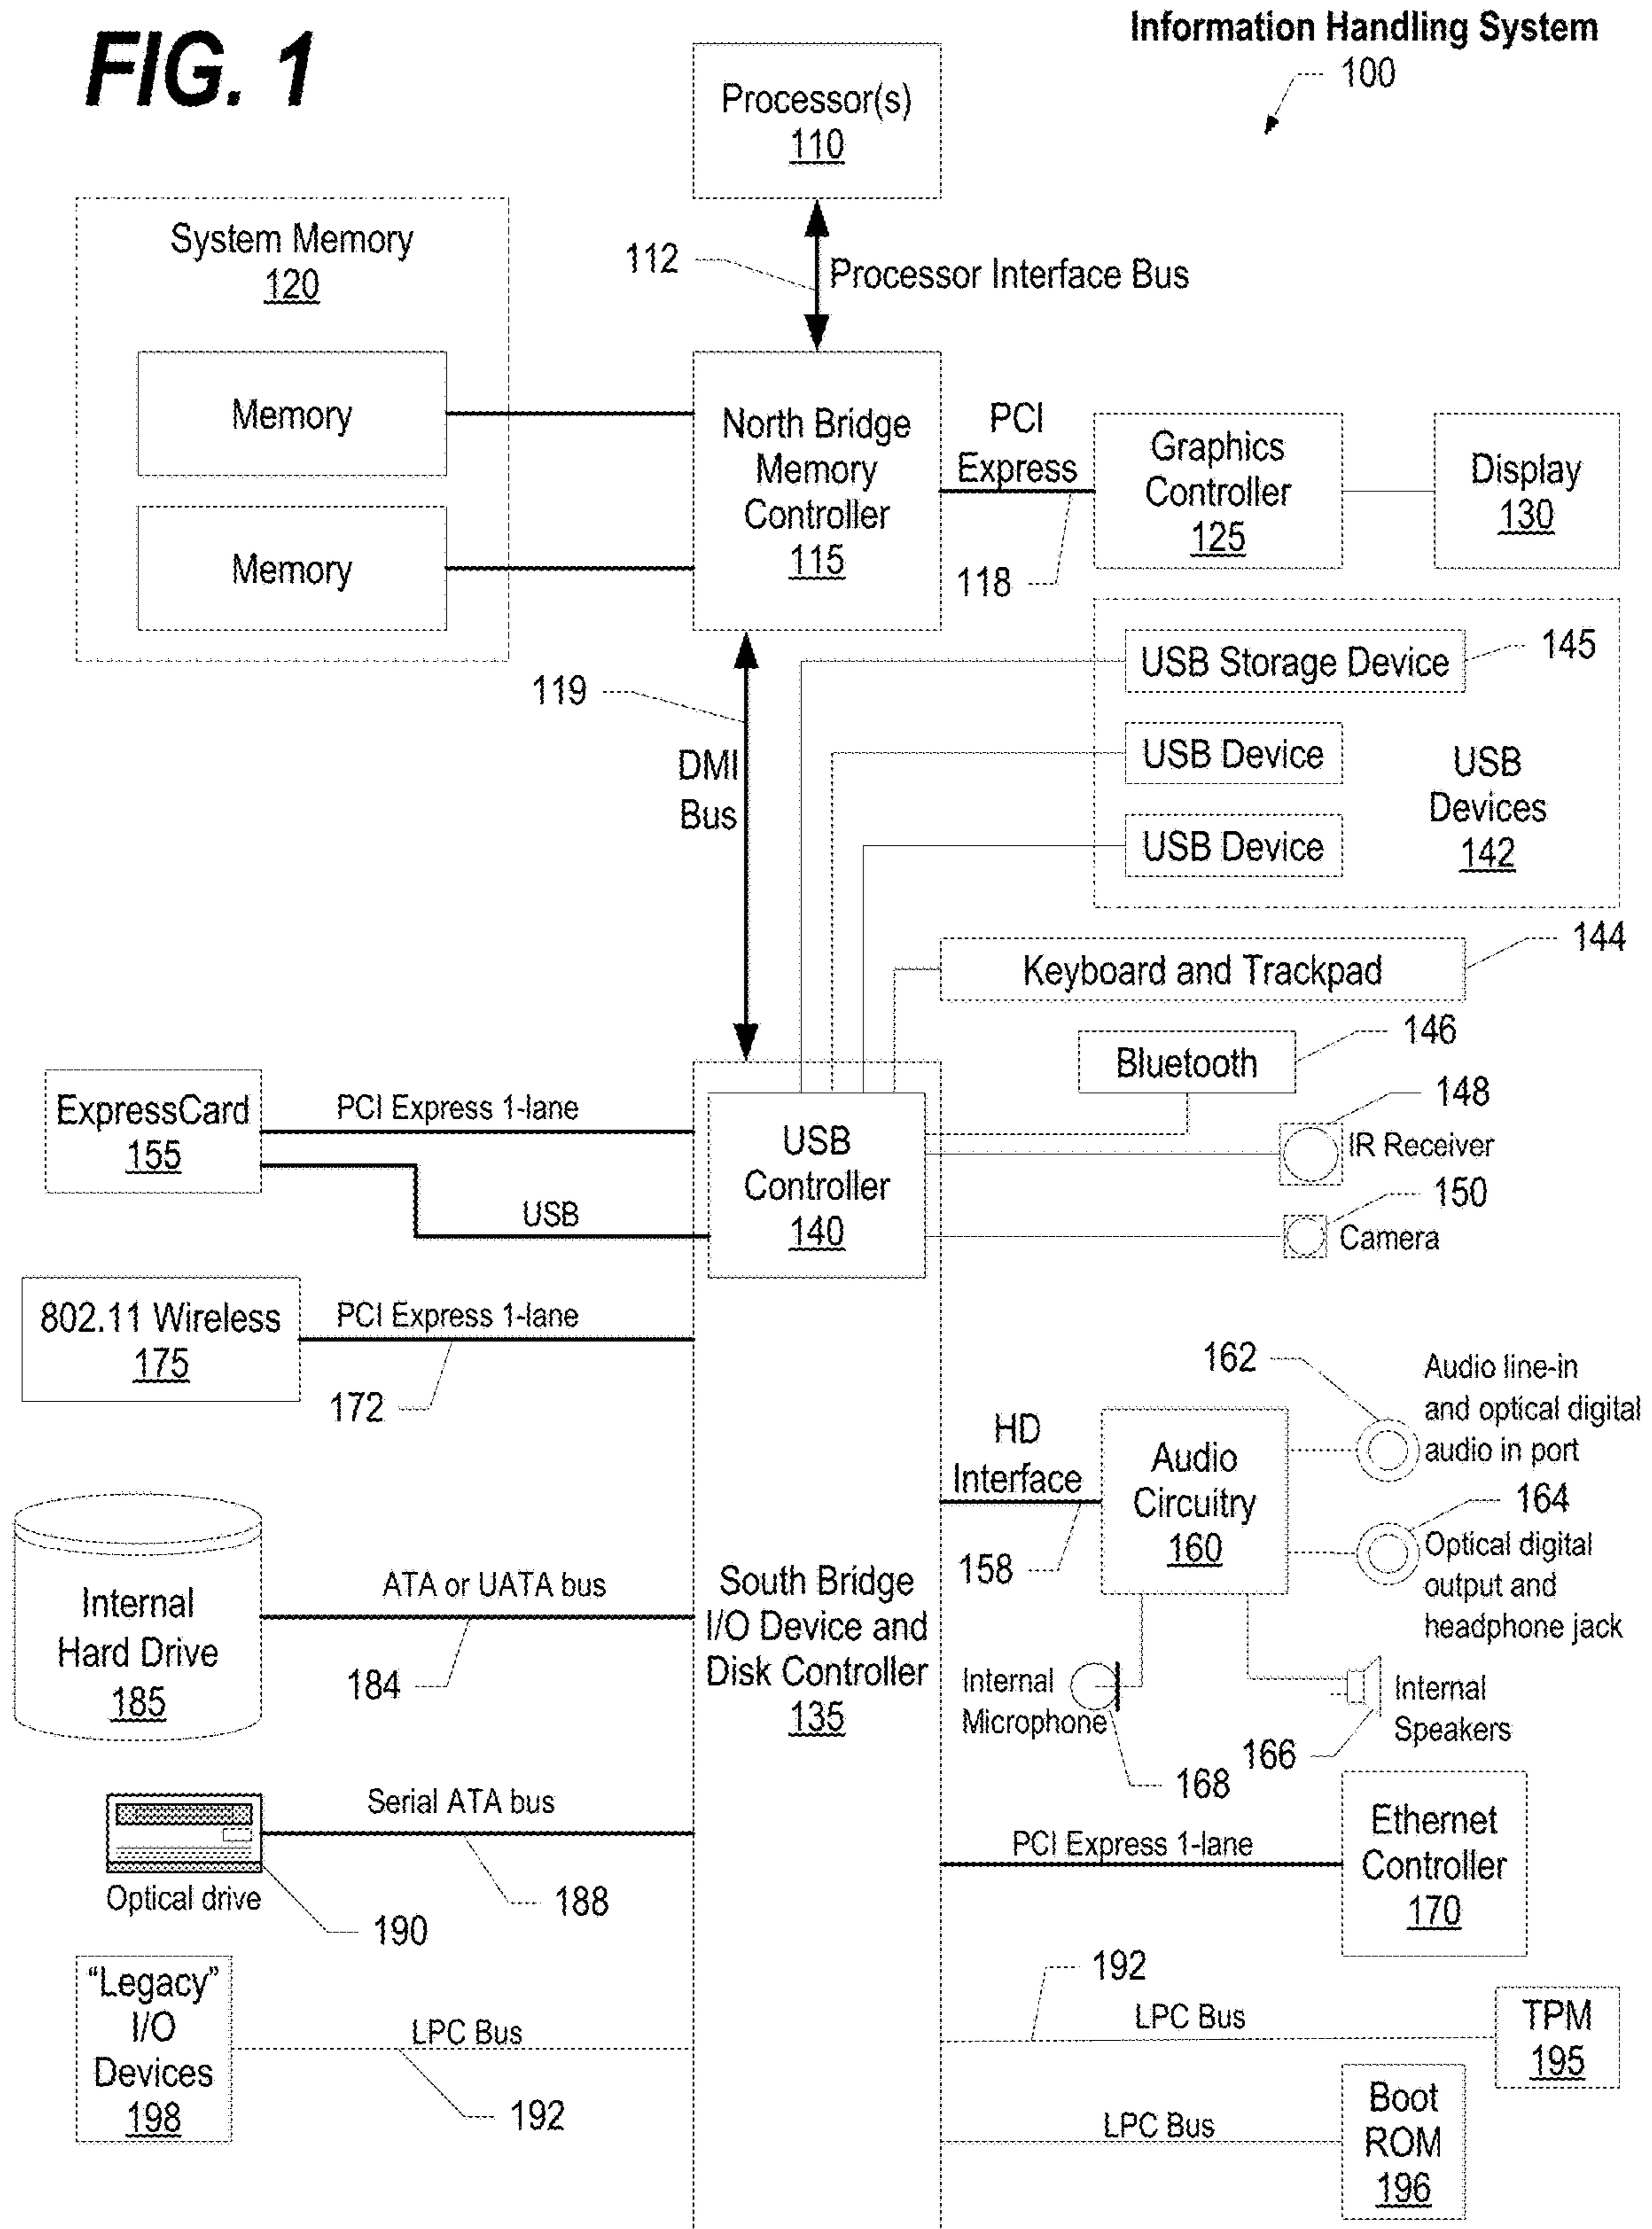 FIG. 1
Information Handling System
100
Processor(s)
110
System Memory
120
112
Processor Interface Bus
Memory
Memory
North Bridge
Memory
Controller
115
PCI
Express
118
Graphics
Controller
125
Display
130
119
DMI
Bus
USB Storage Device
145
USB Device
USB Device
USB
Devices
142
Keyboard and Trackpad
144
Bluetooth
146
148
IR Receiver
150
Camera
ExpressCard
155
PCI Express 1-lane
USB
USB
Controller
140
802.11 Wireless
175
PCI Express 1-lane
172
162
Audio line-in
and optical digital
audio in port
HD
Interface
158
Audio
Circuitry
160
164
Optical digital
output and
headphone jack
Internal
Hard Drive
185
ATA or UATA bus
184
South Bridge
I/O Device and
Disk Controller
135
Internal
Microphone
168
166
Internal
Speakers
Optical drive
190
Serial ATA bus
188
PCI Express 1-lane
Ethernet
Controller
170
“Legacy”
I/O
Devices
198
LPC Bus
192
192
LPC Bus
TPM
195
LPC Bus
Boot
ROM
196